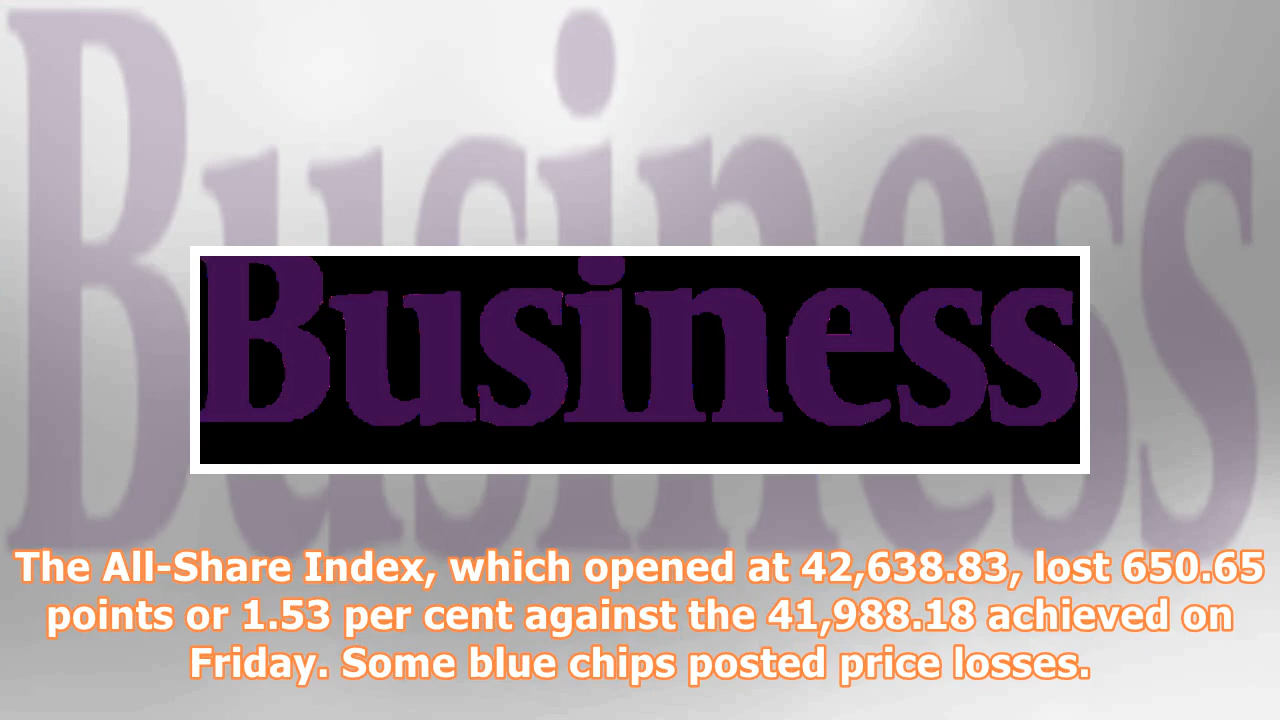 Business
Business
The All-Share Index, which opened at 42,638.83, lost 650.65
points or 1.53 per cent against the 41,988.18 achieved on
Friday. Some blue chips posted price losses.